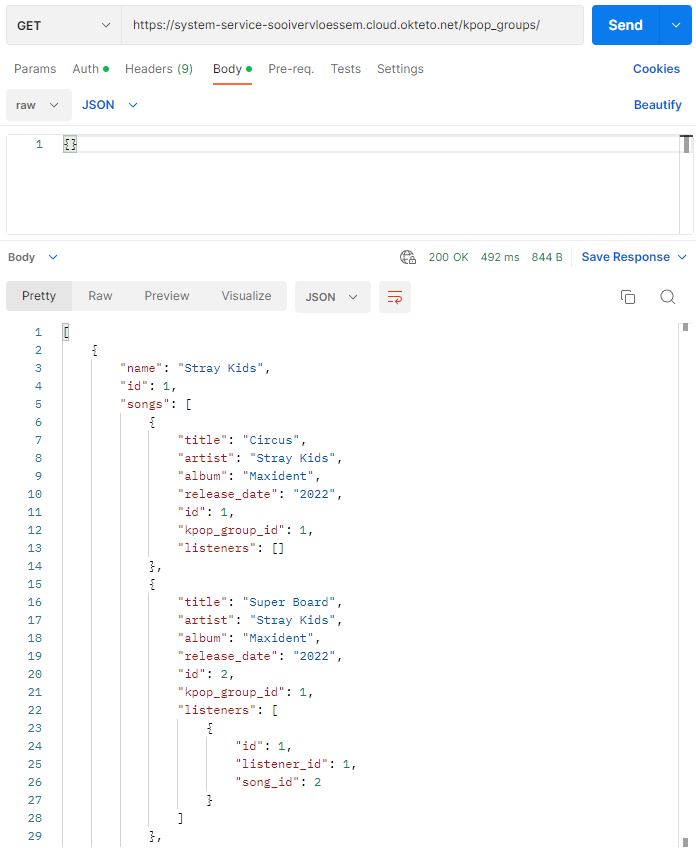 GET https://system-service-sooivervloessem.cloud.okteto.net/kpop_groups/ Send
Params Auth Headers (9) Body Pre-req. Tests Settings Cookies
raw JSON Beautify
1 {}
Body 200 OK 492 ms 844 B Save Response
Pretty Raw Preview Visualize JSON
1 [
2 {
3 "name": "Stray Kids",
4 "id": 1,
5 "songs": [
6 {
7 "title": "Circus",
8 "artist": "Stray Kids",
9 "album": "Maxident",
10 "release_date": "2022",
11 "id": 1,
12 "kpop_group_id": 1,
13 "listeners": []
14 },
15 {
16 "title": "Super Board",
17 "artist": "Stray Kids",
18 "album": "Maxident",
19 "release_date": "2022",
20 "id": 2,
21 "kpop_group_id": 1,
22 "listeners": [
23 {
24 "id": 1,
25 "listener_id": 1,
26 "song_id": 2
27 }
28 ]
29 },